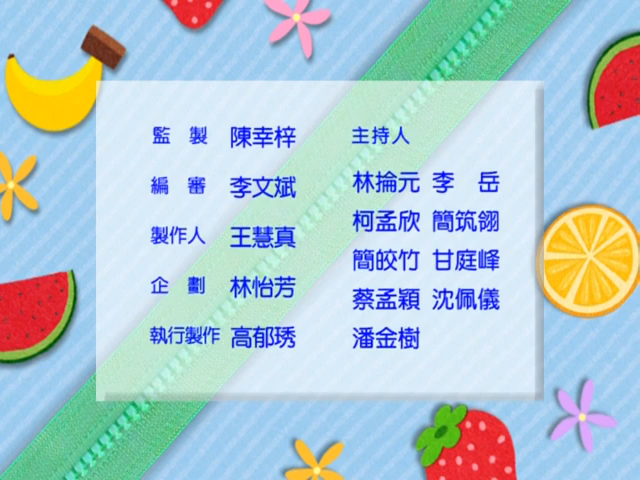 監 製 陳幸梓
編 審 李文斌
製作人 王慧真
企 劃 林怡芳
執行製作 高郁琇
主持人
林掄元 李 岳
柯孟欣 簡筑翎
簡皎竹 甘庭峰
蔡孟穎 沈佩儀
潘金樹